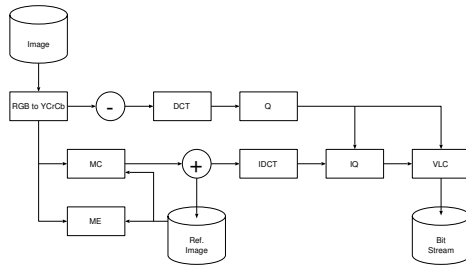 Image
RGB to YCrCb
-
DCT
Q
MC
+
IDCT
IQ
VLC
ME
Ref.
Image
Bit
Stream